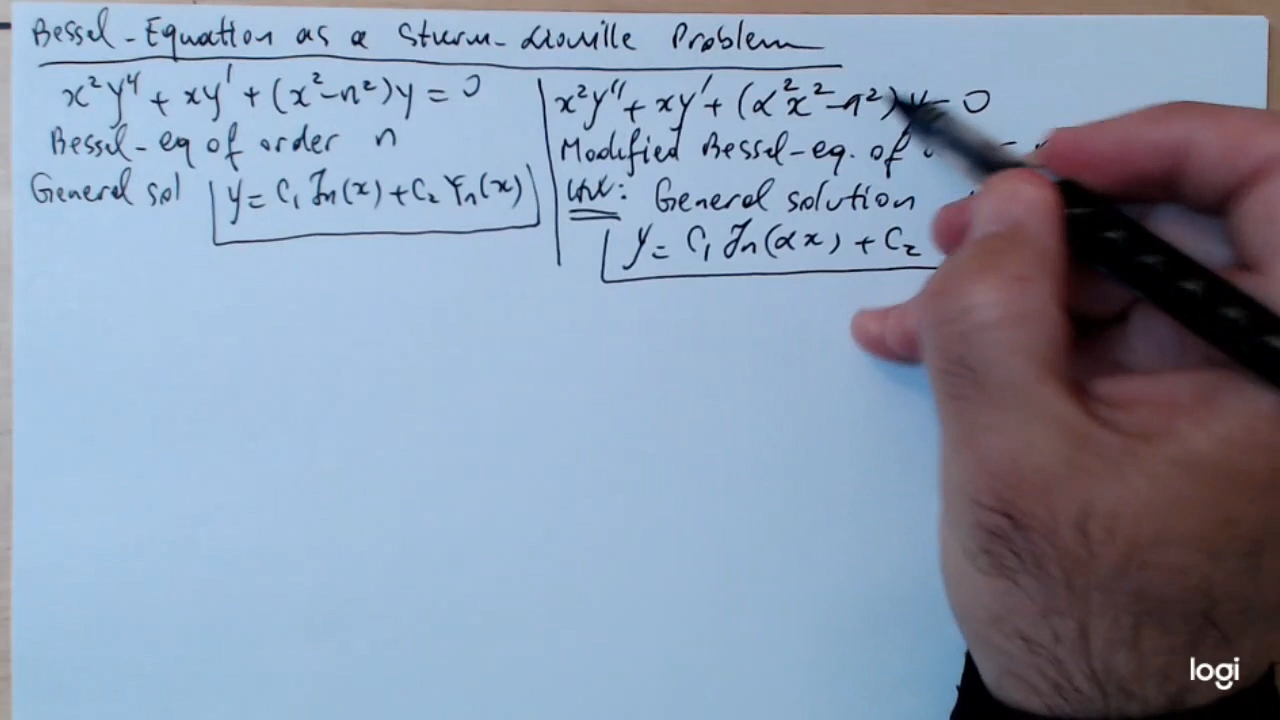 Bessel-Equation as a Sturm-Liouville Problem
x²y'' + xy' + (x²-n²)y = 0
Bessel-eq of order n
General sol y = C₁ Jn(x) + C₂ Yn(x)
x²y'' + xy' + (α²x²-n²)y = 0
Modified Bessel-eq. of
General solution
y = C₁ Jn(αx) + C₂
logi